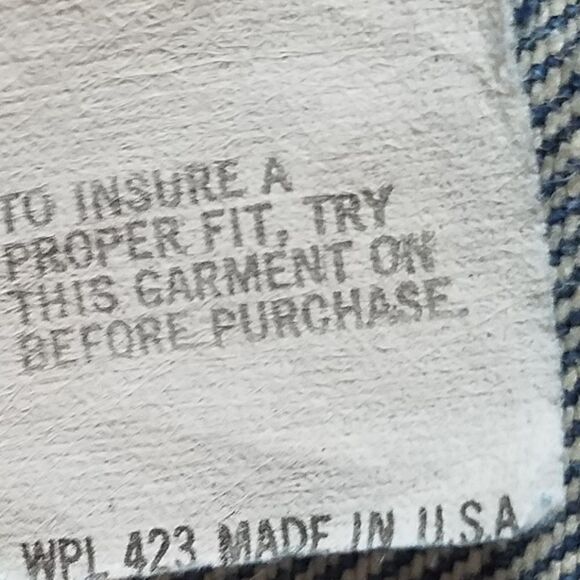 TO INSURE A
PROPER FIT, TRY
THIS GARMENT ON
BEFORE PURCHASE.
WPL 423 MADE IN U.S.A